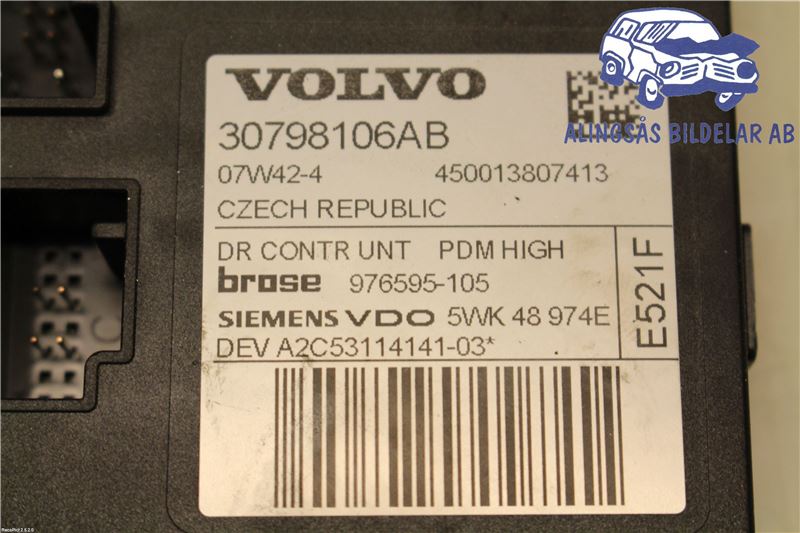 VOLVO
30798106AB
07W42-4 450013807413
CZECH REPUBLIC
DR CONTR UNT PDM HIGH
brose 976595-105
SIEMENS VDO 5WK 48 974E
DEV A2C53114141-03*
E521F
ALINGSÅS BILDELAR AB